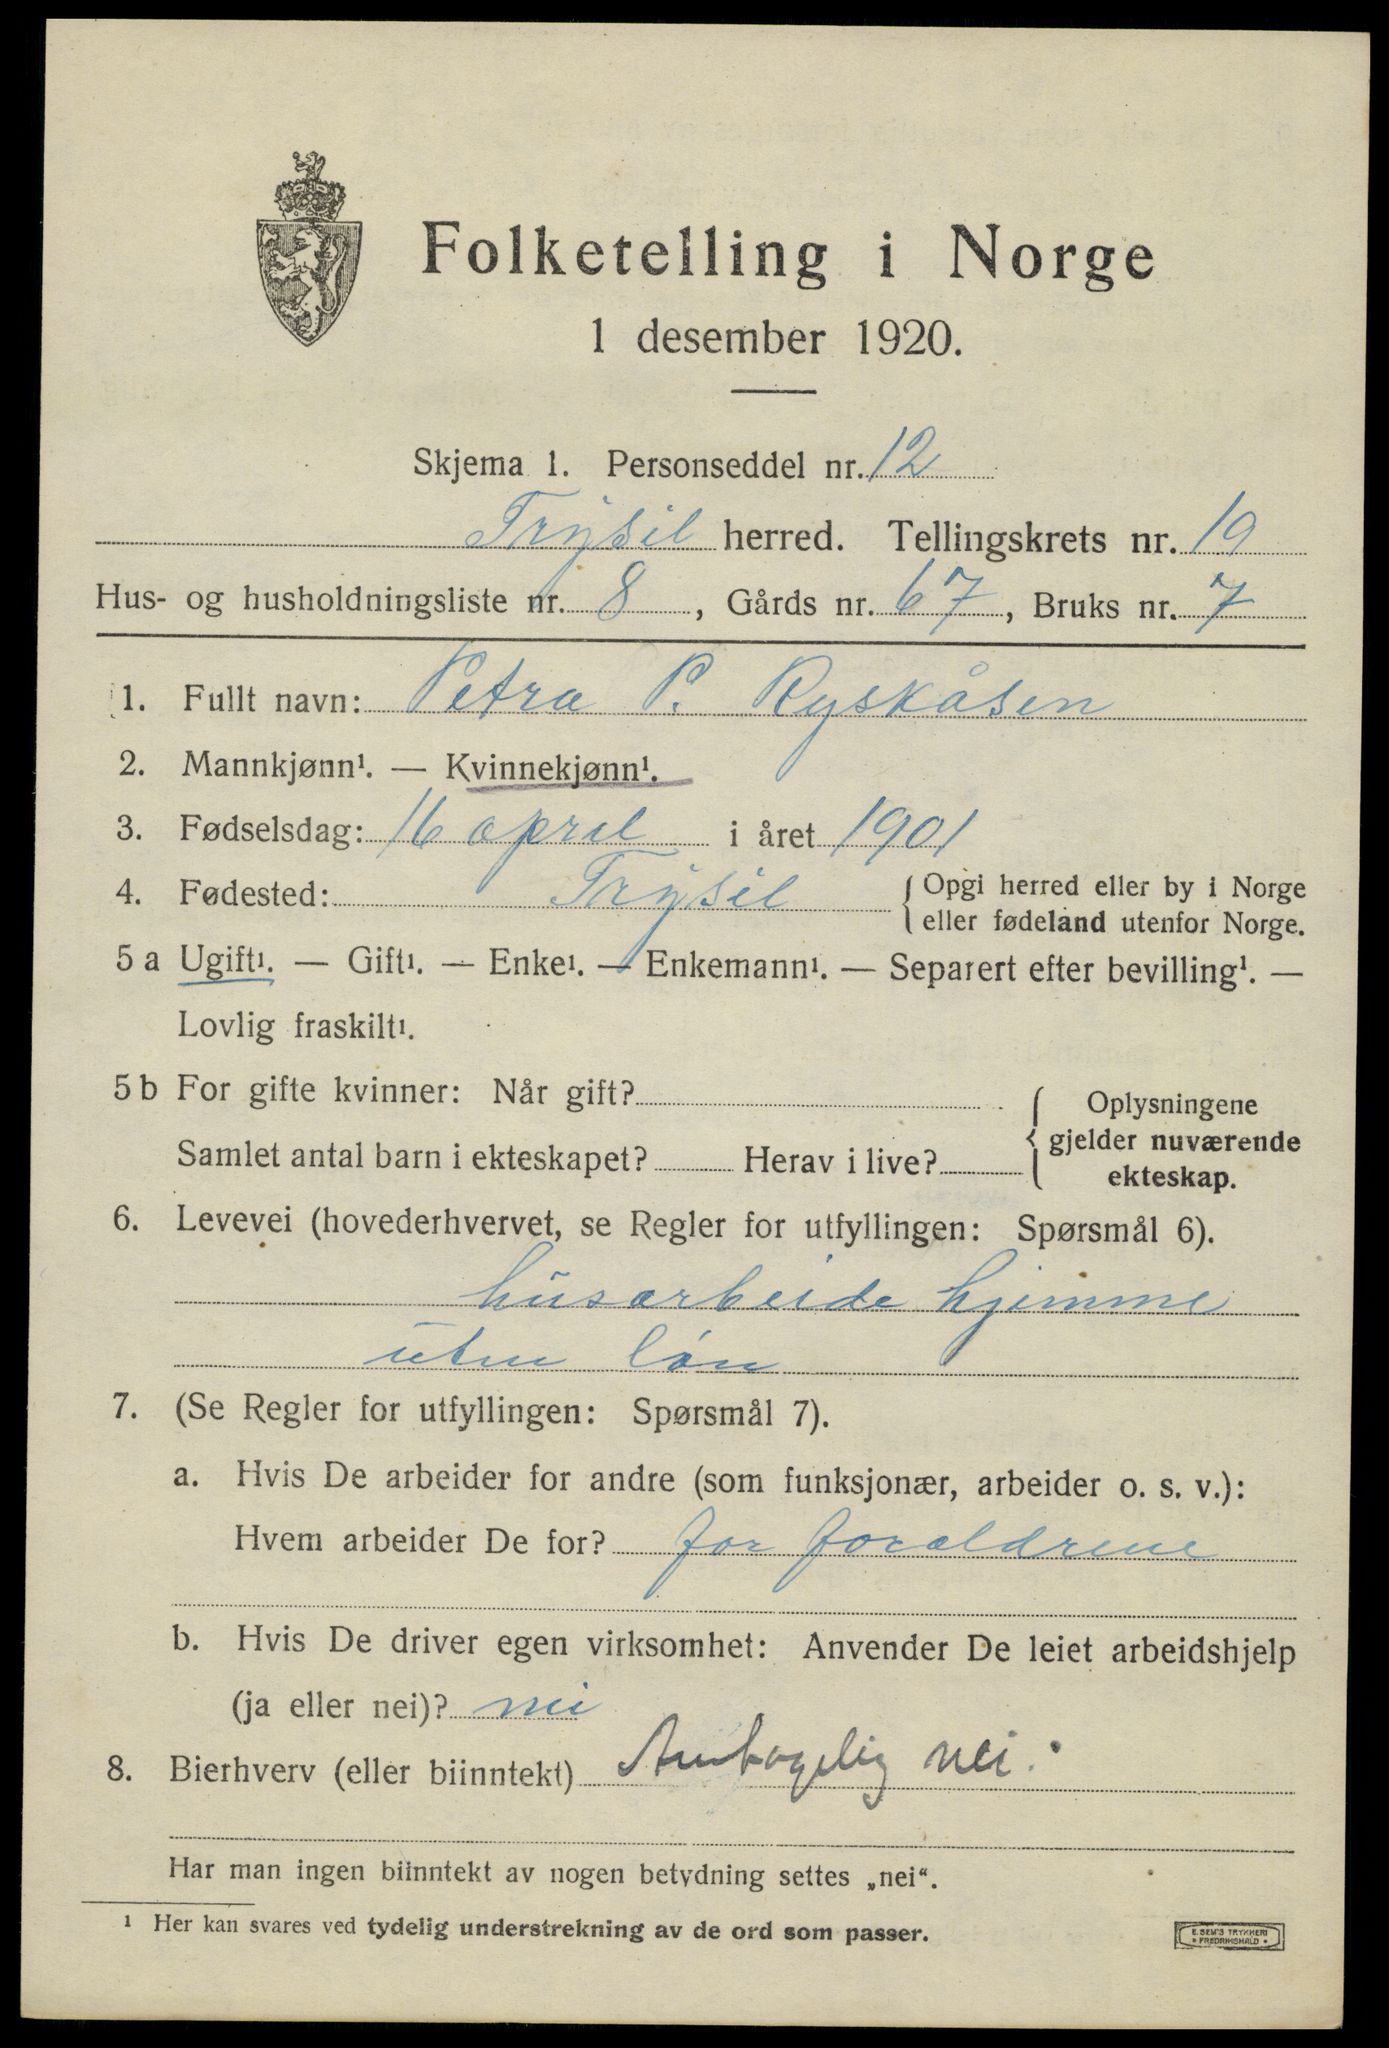 Folketelling i Norge
1 desember 1920.
Skjema 1. Personseddel nr. 12
Trysil herred. Tellingskrets nr. 19
Hus- og husholdningsliste nr. 8, Gårds nr. 67, Bruks nr. 7
1. Fullt navn: Petra P. Ryskåsen
2. Mannkjønn¹. — Kvinnekjønn¹.
3. Fødselsdag: 16 april i året 1901
4. Fødested: Trysil { Opgi herred eller by i Norge
eller fødeland utenfor Norge.
5 a Ugift¹. — Gift¹. — Enke¹. — Enkemann¹. — Separert efter bevilling¹. —
Lovlig fraskilt¹.
5 b For gifte kvinner: Når gift?
Samlet antal barn i ekteskapet? Herav i live?
{ Oplysningene
gjelder nuværende
ekteskap.
6. Levevei (hovederhvervet, se Regler for utfyllingen: Spørsmål 6).
husarbeide hjemme
uten løn
7. (Se Regler for utfyllingen: Spørsmål 7).
a. Hvis De arbeider for andre (som funksjonær, arbeider o. s. v.):
Hvem arbeider De for? for forældrene
b. Hvis De driver egen virksomhet: Anvender De leiet arbeidshjelp
(ja eller nei)? nei
8. Bierhverv (eller biinntekt) Antagelig nei.
Har man ingen biinntekt av nogen betydning settes „nei“.
¹ Her kan svares ved tydelig understrekning av de ord som passer.
E. SEM'S TRYKKERI
• FREDRIKSHALD •